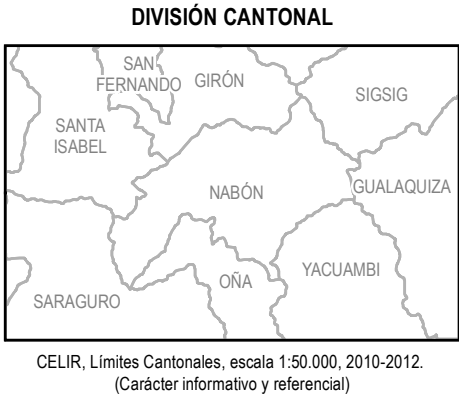 DIVISIÓN CANTONAL
SAN
FERNANDO
GIRÓN
SIGSIG
SANTA
ISABEL
NABÓN
GUALAQUIZA
OÑA
YACUAMBI
SARAGURO
CELIR, Límites Cantonales, escala 1:50.000, 2010-2012.
(Carácter informativo y referencial)